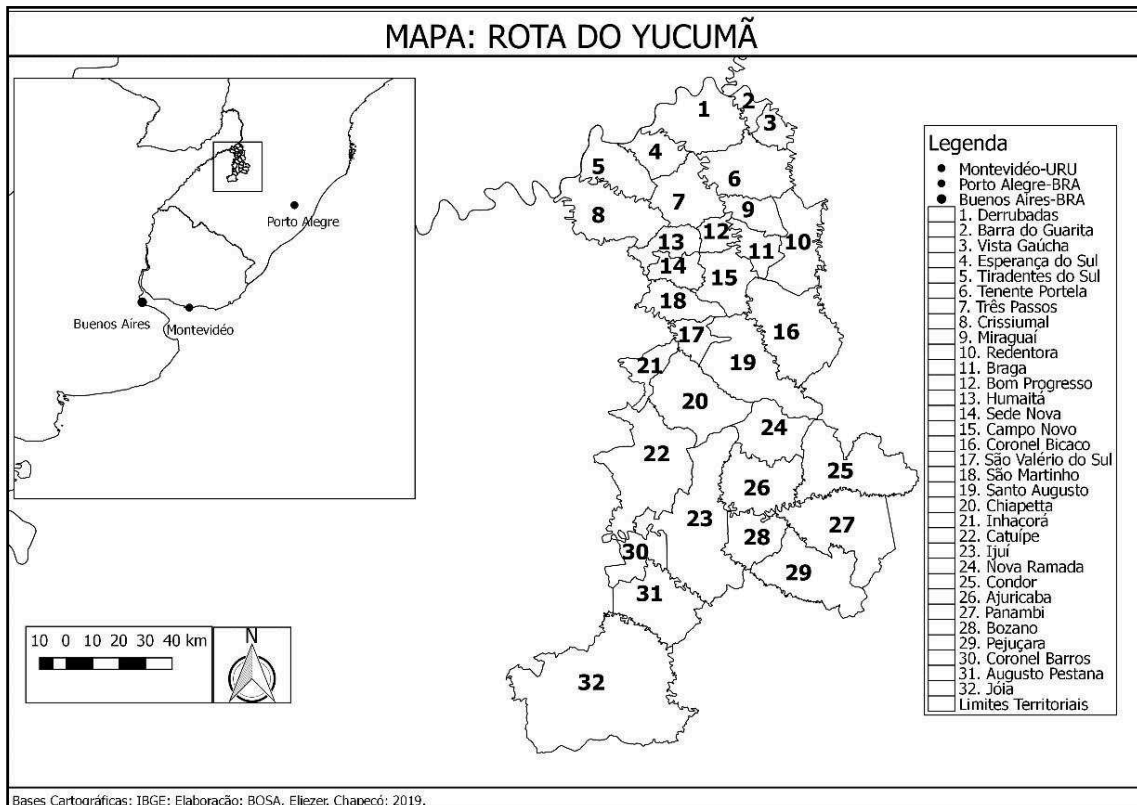 MAPA: ROTA DO YUCUMÃ
Porto Alegre
Buenos Aíres
Montevidéo
1
2
3
4
5
6
7
8
9
10
11
12
13
14
15
16
17
18
19
20
21
22
23
24
25
26
27
28
29
30
31
32
Legenda
Montevidéo-URU
Porto Alegre-BRA
Buenos Aires-BRA
1. Derrubadas
2. Barra do Guarita
3. Vista Gaúcha
4. Esperança do Sul
5. Tiradentes do Sul
6. Tenente Portela
7. Três Passos
8. Crissiumal
9. Miraguaí
10. Redentora
11. Braga
12. Bom Progresso
13. Humaitá
14. Sede Nova
15. Campo Novo
16. Coronel Bicaco
17. São Valério do Sul
18. São Martinho
19. Santo Augusto
20. Chiapetta
21. Inhacorá
22. Catuípe
23. Ijuí
24. Nova Ramada
25. Condor
26. Ajuricaba
27. Panambi
28. Bozano
29. Pejuçara
30. Coronel Barros
31. Augusto Pestana
32. Jóia
Limites Territoriais
10 0 10 20 30 40 km
N
Bases Cartográficas: IBGE; Elaboração: BOSA, Eliezer. Chapecó: 2019.